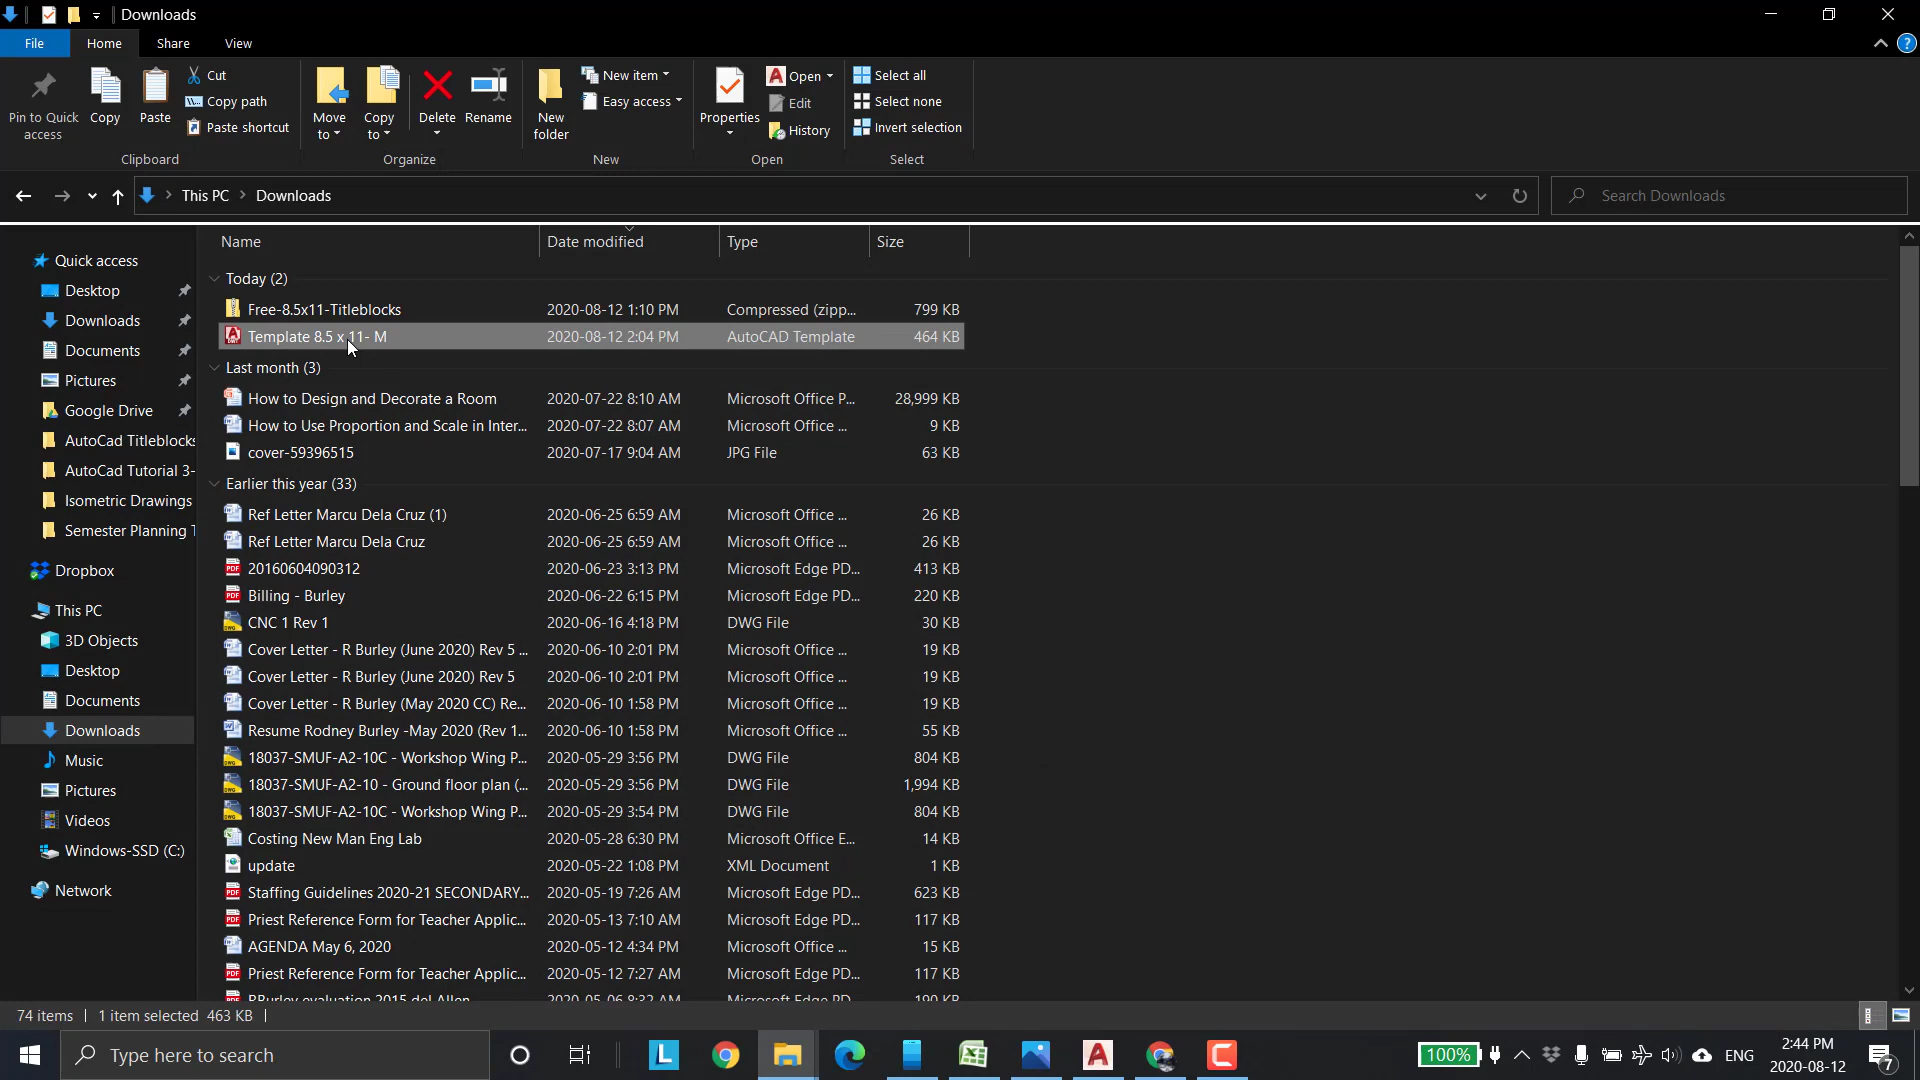 Downloads
File Home Share View
Pin to Quick access
Copy
Paste
Cut
Copy path
Paste shortcut
Clipboard
Move to
Copy to
Delete
Rename
Organize
New folder
New item
Easy access
New
Properties
Open
Edit
History
Open
Select all
Select none
Invert selection
Select
This PC > Downloads
Search Downloads
Quick access
Desktop
Downloads
Documents
Pictures
Google Drive
AutoCad Titleblocks
AutoCad Tutorial 3-
Isometric Drawings
Semester Planning T
Dropbox
This PC
3D Objects
Desktop
Documents
Downloads
Music
Pictures
Videos
Windows-SSD (C:)
Network
Name Date modified Type Size
Today (2)
Free-8.5x11-Titleblocks 2020-08-12 1:10 PM Compressed (zipp... 799 KB
Template 8.5 x 11- M 2020-08-12 2:04 PM AutoCAD Template 464 KB
Last month (3)
How to Design and Decorate a Room 2020-07-22 8:10 AM Microsoft Office P... 28,999 KB
How to Use Proportion and Scale in Inter... 2020-07-22 8:07 AM Microsoft Office ... 9 KB
cover-59396515 2020-07-17 9:04 AM JPG File 63 KB
Earlier this year (33)
Ref Letter Marcu Dela Cruz (1) 2020-06-25 6:59 AM Microsoft Office ... 26 KB
Ref Letter Marcu Dela Cruz 2020-06-25 6:59 AM Microsoft Office ... 26 KB
20160604090312 2020-06-23 3:13 PM Microsoft Edge PD... 413 KB
Billing - Burley 2020-06-22 6:15 PM Microsoft Edge PD... 220 KB
CNC 1 Rev 1 2020-06-16 4:18 PM DWG File 30 KB
Cover Letter - R Burley (June 2020) Rev 5 ... 2020-06-10 2:01 PM Microsoft Office ... 19 KB
Cover Letter - R Burley (June 2020) Rev 5 2020-06-10 2:01 PM Microsoft Office ... 19 KB
Cover Letter - R Burley (May 2020 CC) Re... 2020-06-10 1:58 PM Microsoft Office ... 19 KB
Resume Rodney Burley -May 2020 (Rev 1... 2020-06-10 1:58 PM Microsoft Office ... 55 KB
18037-SMUF-A2-10C - Workshop Wing P... 2020-05-29 3:56 PM DWG File 804 KB
18037-SMUF-A2-10 - Ground floor plan (... 2020-05-29 3:56 PM DWG File 1,994 KB
18037-SMUF-A2-10C - Workshop Wing P... 2020-05-29 3:54 PM DWG File 804 KB
Costing New Man Eng Lab 2020-05-28 6:30 PM Microsoft Office E... 14 KB
update 2020-05-22 1:08 PM XML Document 1 KB
Staffing Guidelines 2020-21 SECONDARY... 2020-05-19 7:26 AM Microsoft Edge PD... 623 KB
Priest Reference Form for Teacher Applic... 2020-05-13 7:10 AM Microsoft Edge PD... 117 KB
AGENDA May 6, 2020 2020-05-12 4:34 PM Microsoft Office ... 15 KB
Priest Reference Form for Teacher Applic... 2020-05-12 7:27 AM Microsoft Edge PD... 117 KB
RBurley evaluation 2015 del Allen 2020-05-06 8:32 AM Microsoft Edge PD... 190 KB
74 items 1 item selected 463 KB
Type here to search
100%
ENG
2:44 PM
2020-08-12
7